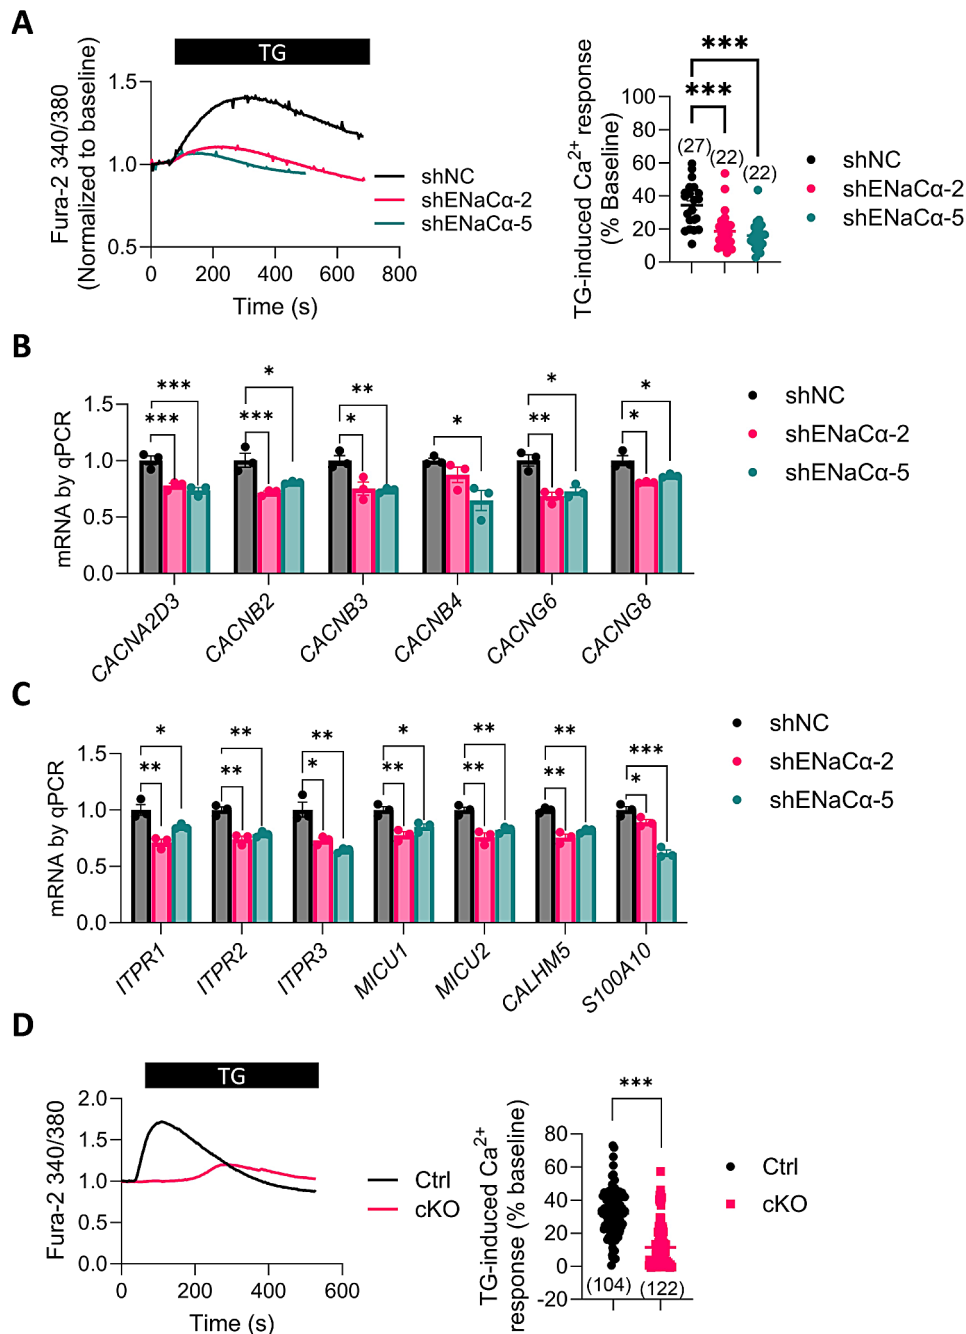 A
TG
Fura-2 340/380
(Normalized to baseline)
1.5
1.0
0.5
0 200 400 600 800
Time (s)
shNC
shENaCα-2
shENaCα-5
TG-induced Ca2+ response
(% Baseline)
100
80
60
40
20
0
***
***
(27) (22) (22)
shNC
shENaCα-2
shENaCα-5
B
mRNA by qPCR
1.5
1.0
0.5
0.0
*** * ** * * *
*** *** * ** *
CACNA2D3 CACNB2 CACNB3 CACNB4 CACNG6 CACNG8
shNC
shENaCα-2
shENaCα-5
C
mRNA by qPCR
1.5
1.0
0.5
0.0
* ** ** * ** ** ***
** ** * ** ** ** *
ITPR1 ITPR2 ITPR3 MICU1 MICU2 CALHM5 S100A10
shNC
shENaCα-2
shENaCα-5
D
TG
Fura-2 340/380
2.0
1.5
1.0
0.5
0.0
0 200 400 600
Time (s)
Ctrl
cKO
TG-induced Ca2+
response (% baseline)
80
60
40
20
0
-20
***
(104) (122)
Ctrl
cKO